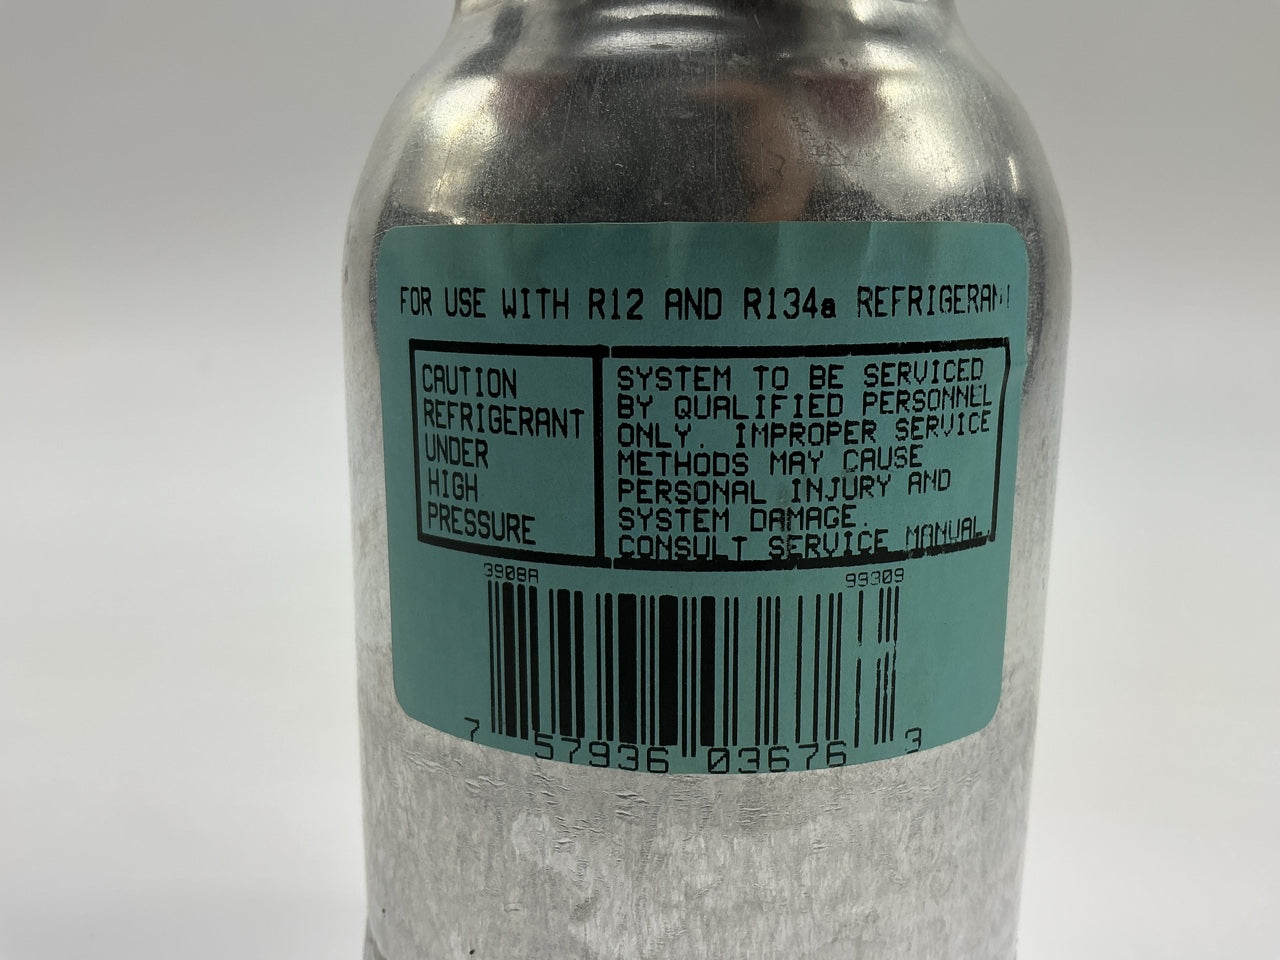 FOR USE WITH R12 AND R134a REFRIGERANT
CAUTION
REFRIGERANT
UNDER
HIGH
PRESSURE
SYSTEM TO BE SERVICED
BY QUALIFIED PERSONNEL
ONLY. IMPROPER SERVICE
METHODS MAY CAUSE
PERSONAL INJURY AND
SYSTEM DAMAGE.
CONSULT SERVICE MANUAL.
3908A 99309
7 57936 03676 3